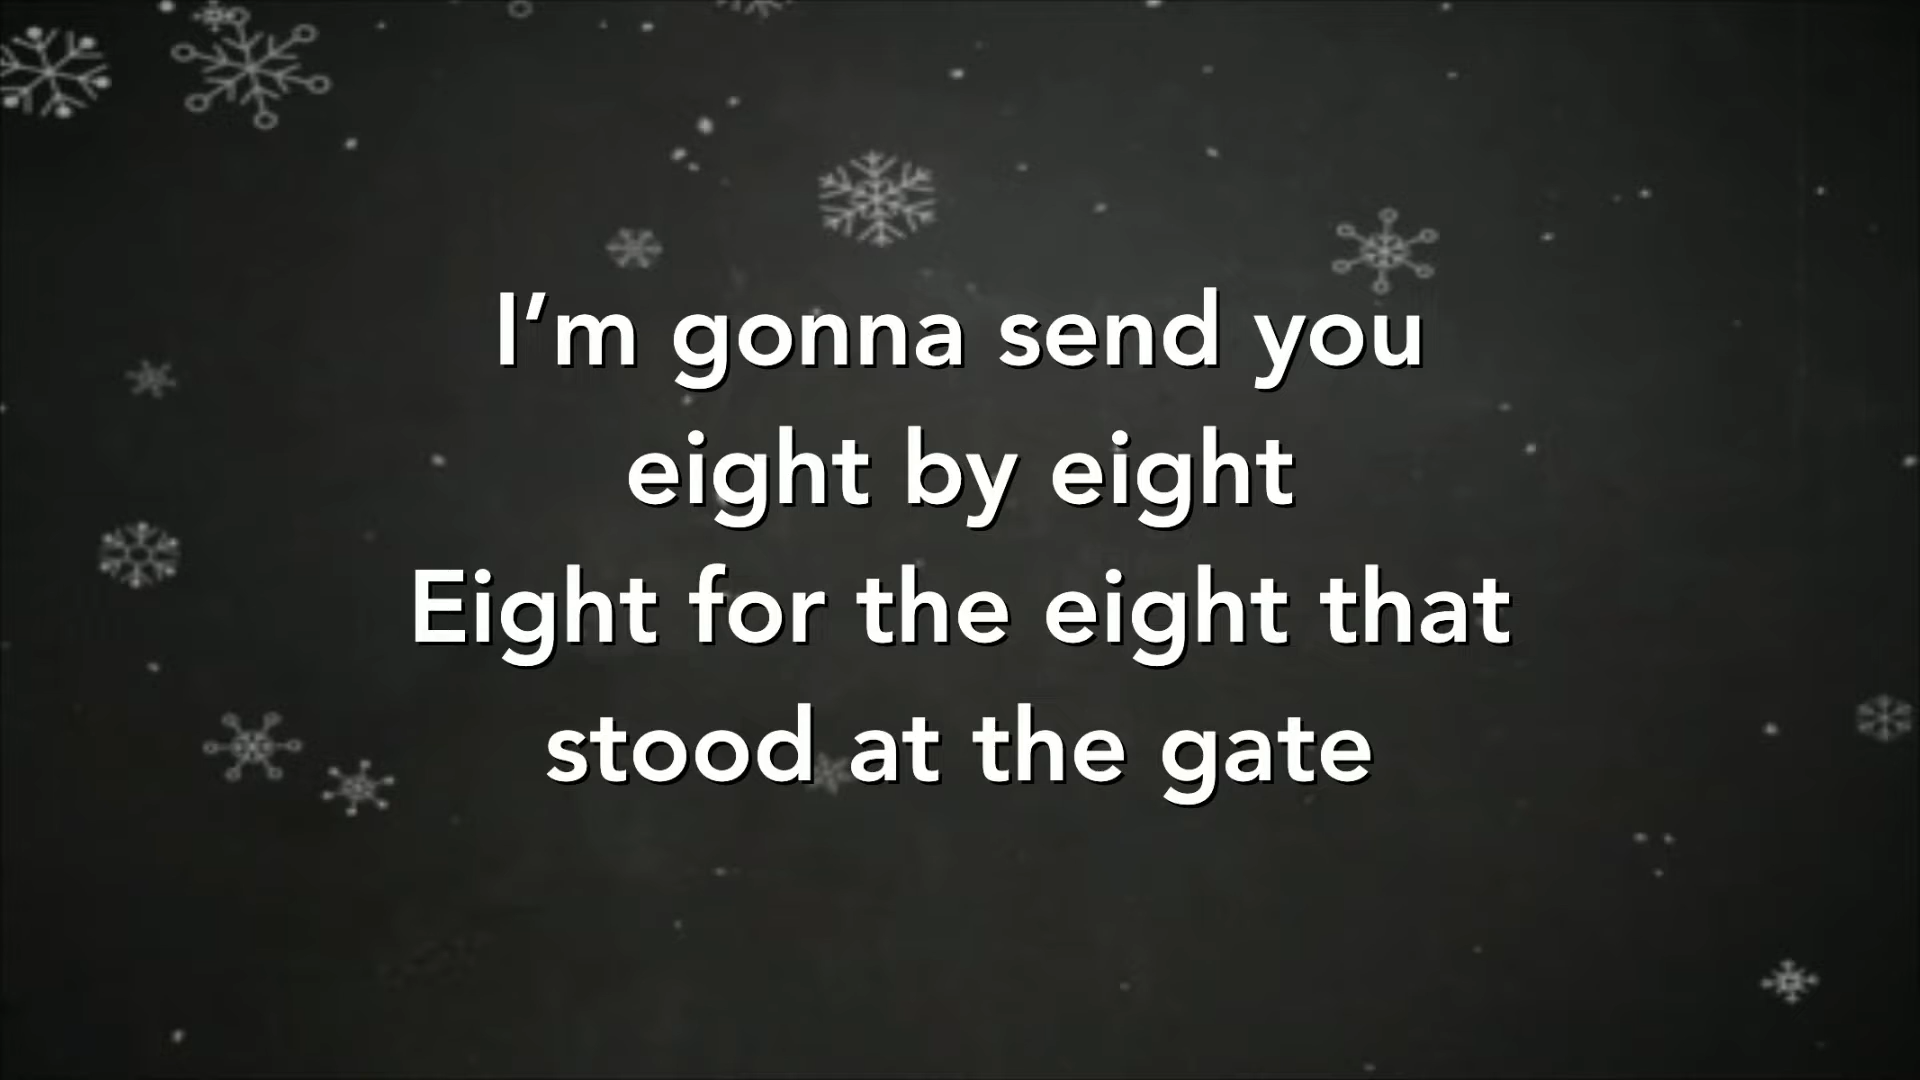 I’m gonna send you
eight by eight
Eight for the eight that
stood at the gate